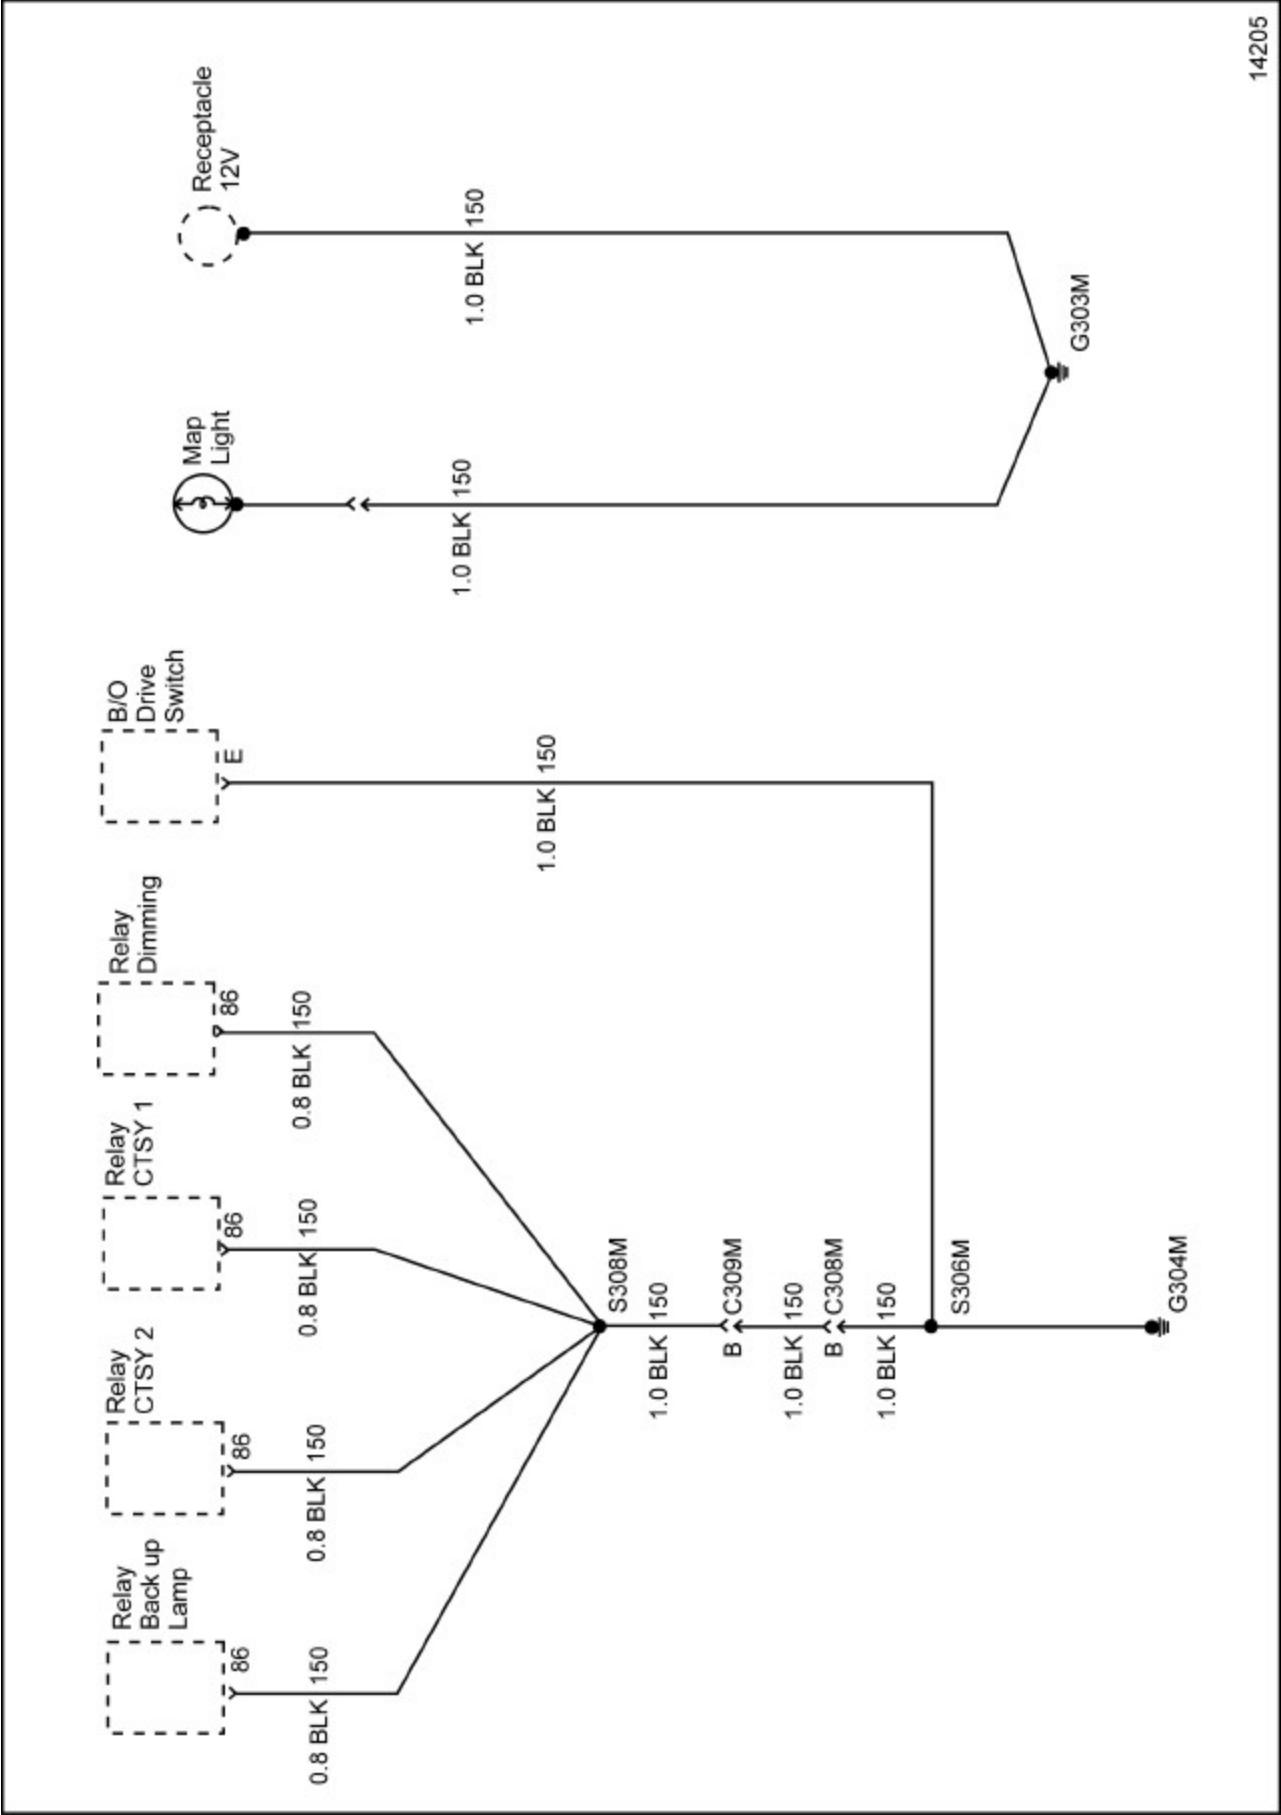 Relay
Back up
Lamp
86
0.8 BLK 150
Relay
CTSY 2
86
0.8 BLK 150
Relay
CTSY 1
86
0.8 BLK 150
Relay
Dimming
86
0.8 BLK 150
B/O
Drive
Switch
E
1.0 BLK 150
Map
Light
1.0 BLK 150
Receptacle
12V
1.0 BLK 150
S308M
1.0 BLK 150
B C309M
1.0 BLK 150
B C308M
1.0 BLK 150
S306M
G304M
G303M
14205